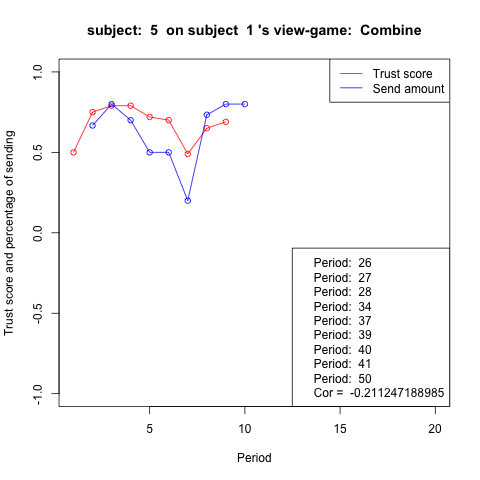 subject:  5  on subject  1 's view-game:  Combine
Trust score
Send amount
Trust score and percentage of sending
1.0
0.5
0.0
-0.5
-1.0
Period:  26
Period:  27
Period:  28
Period:  34
Period:  37
Period:  39
Period:  40
Period:  41
Period:  50
Cor =  -0.211247188985
5
10
15
20
Period